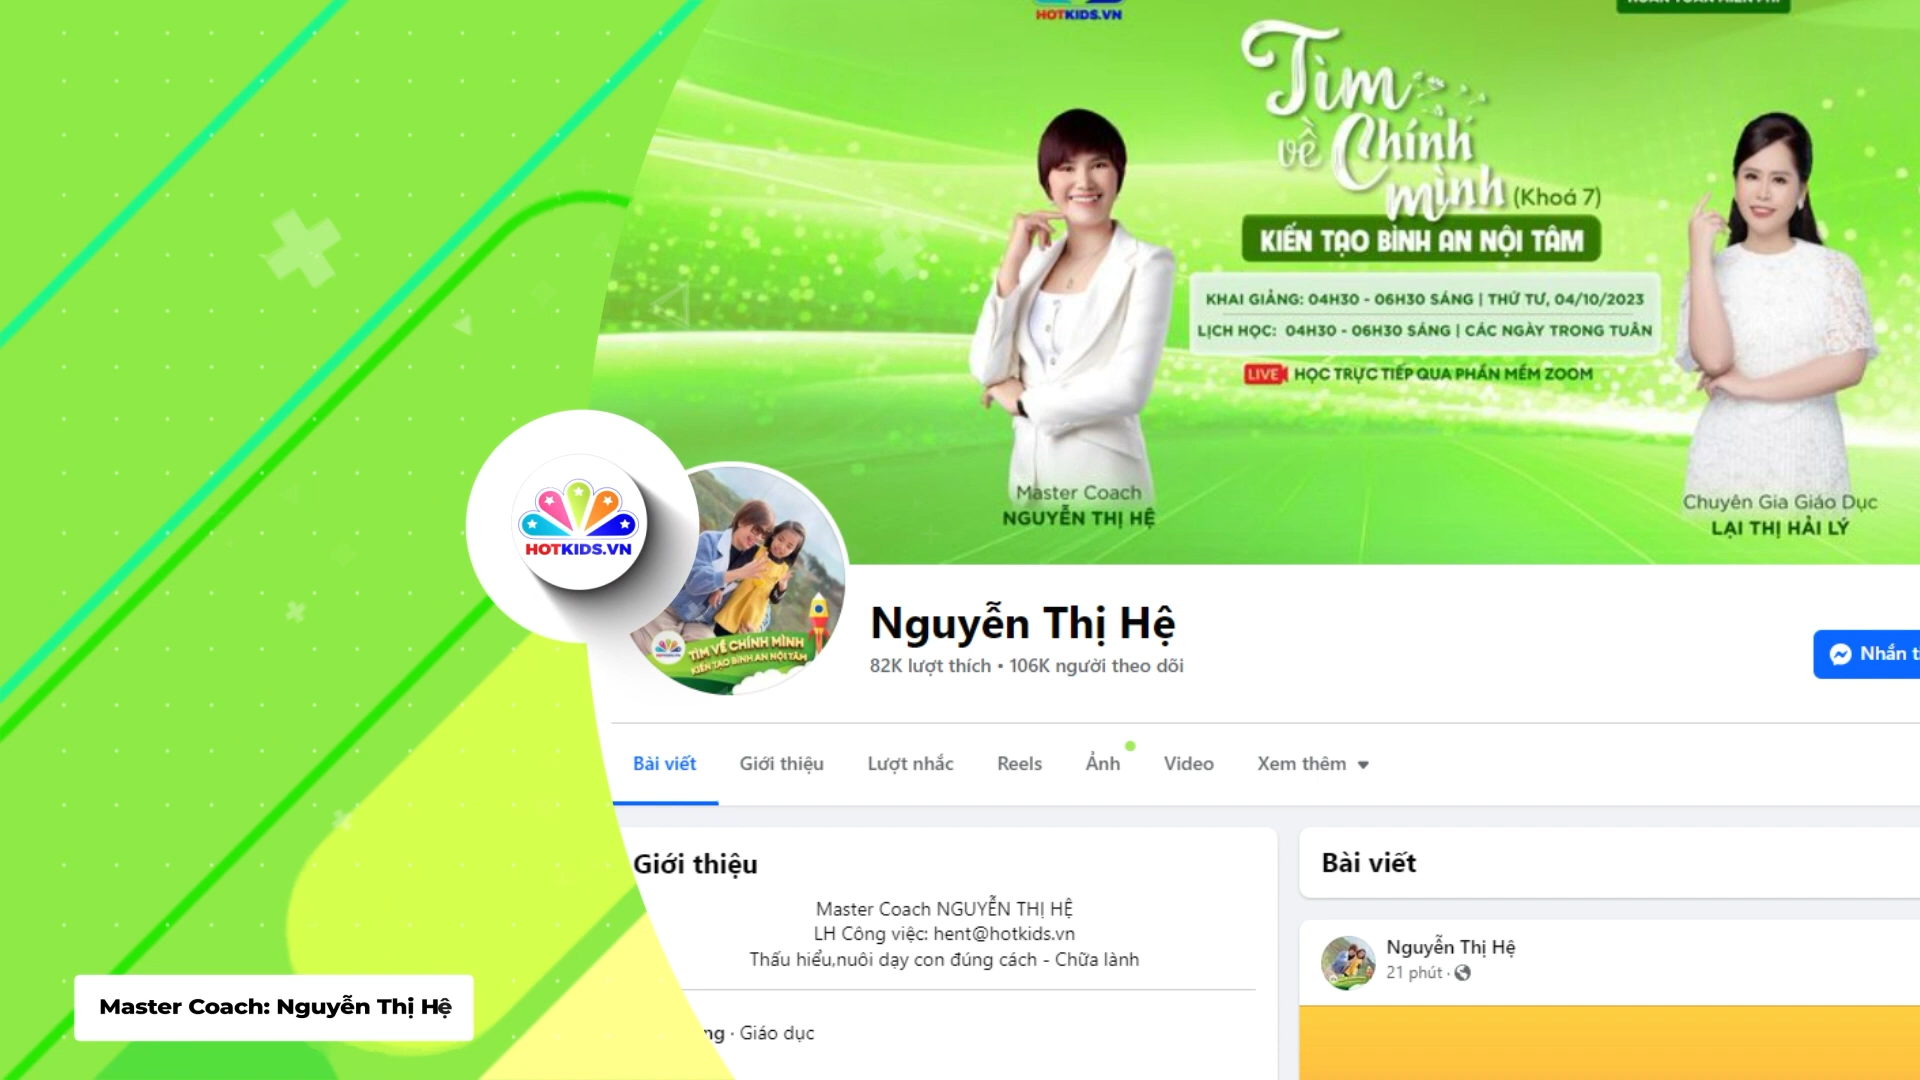 HOTKIDS.VN
Tìm
về Chính
mình (Khoá 7)
KIẾN TẠO BÌNH AN NỘI TÂM
KHAI GIẢNG: 04H30 - 06H30 SÁNG | THỨ TƯ, 04/10/2023
LỊCH HỌC: 04H30 - 06H30 SÁNG | CÁC NGÀY TRONG TUẦN
LIVE HỌC TRỰC TIẾP QUA PHẦN MỀM ZOOM
Master Coach
NGUYỄN THỊ HỆ
Chuyên Gia Giáo Dục
LẠI THỊ HẢI LÝ
HOTKIDS.VN
TÌM VỀ CHÍNH MÌNH
KIẾN TẠO BÌNH AN NỘI TÂM
Nguyễn Thị Hệ
82K lượt thích • 106K người theo dõi
Nhắn
Bài viết Giới thiệu Lượt nhắc Reels Ảnh Video Xem thêm
Giới thiệu
Master Coach NGUYỄN THỊ HỆ
LH Công việc: hent@hotkids.vn
Thấu hiểu,nuôi dạy con đúng cách - Chữa lành
· Giáo dục
Bài viết
Nguyễn Thị Hệ
21 phút ·
Master Coach: Nguyễn Thị Hệ